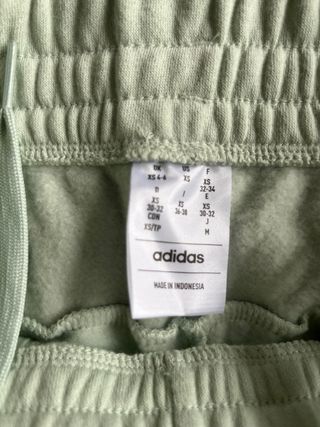 UK US F
XS 4-6 XS XS
32-34
D I E
XS XS XS
30-32 36-38 30-32
CDN J
XS/TP M
adidas
MADE IN INDONESIA